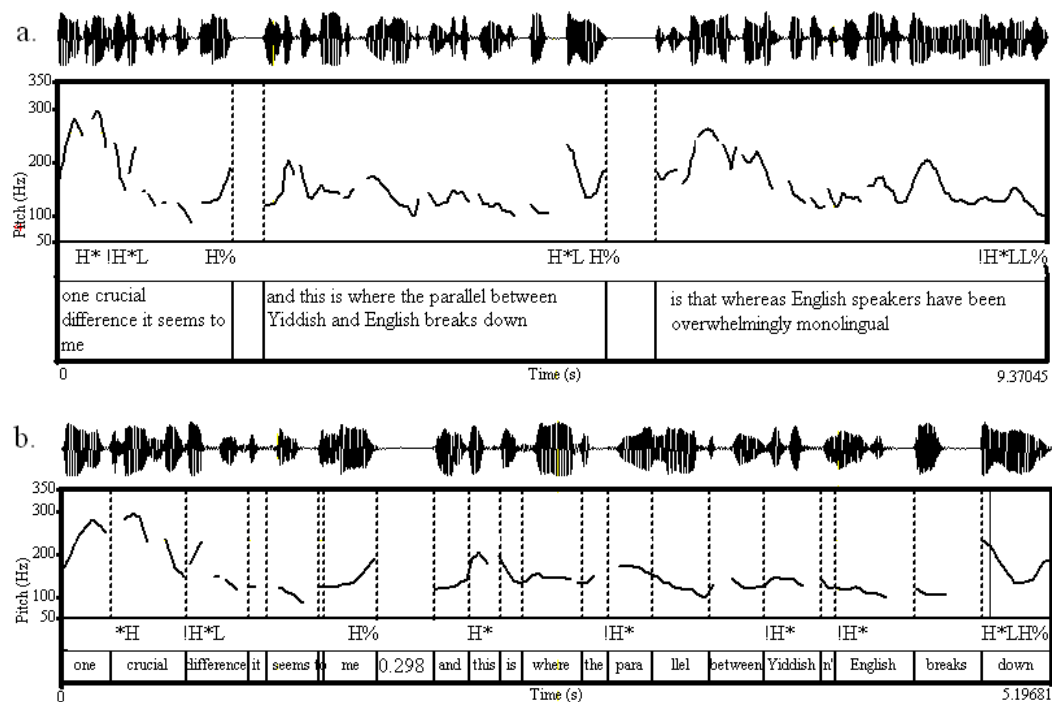 a.
350
300
200
100
50
Pitch (Hz)
H* !H*L H% H*L H% !H*LL%
one crucial
difference it seems to
me
and this is where the parallel between
Yiddish and English breaks down
is that whereas English speakers have been
overwhelmingly monolingual
0 Time (s) 9.37045
b.
350
300
200
100
50
Pitch (Hz)
*H !H*L H% H* !H* !H* !H* H*LH%
one crucial difference it seems me 0.298 and this is where the para llel between Yiddish n' English breaks down
0 Time (s) 5.19681